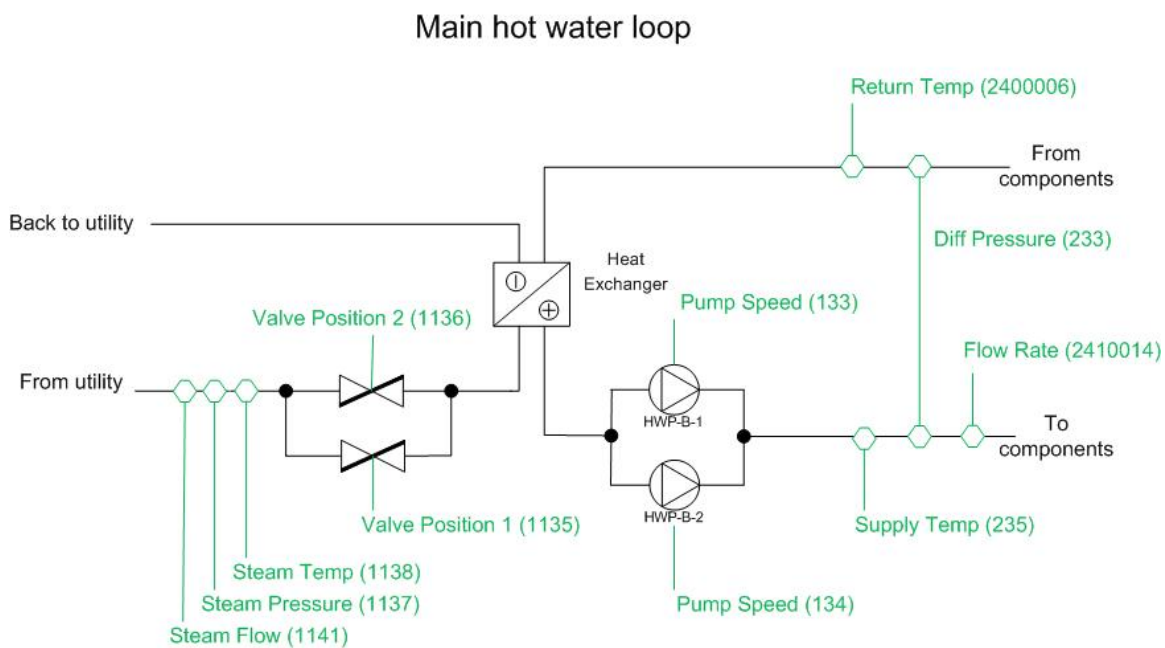 Main hot water loop
Return Temp (2400006)
From
components
Back to utility
Diff Pressure (233)
Heat
Exchanger
Pump Speed (133)
Valve Position 2 (1136)
Flow Rate (2410014)
From utility
HWP-B-1
To
components
HWP-B-2
Valve Position 1 (1135)
Supply Temp (235)
Steam Temp (1138)
Steam Pressure (1137)
Pump Speed (134)
Steam Flow (1141)